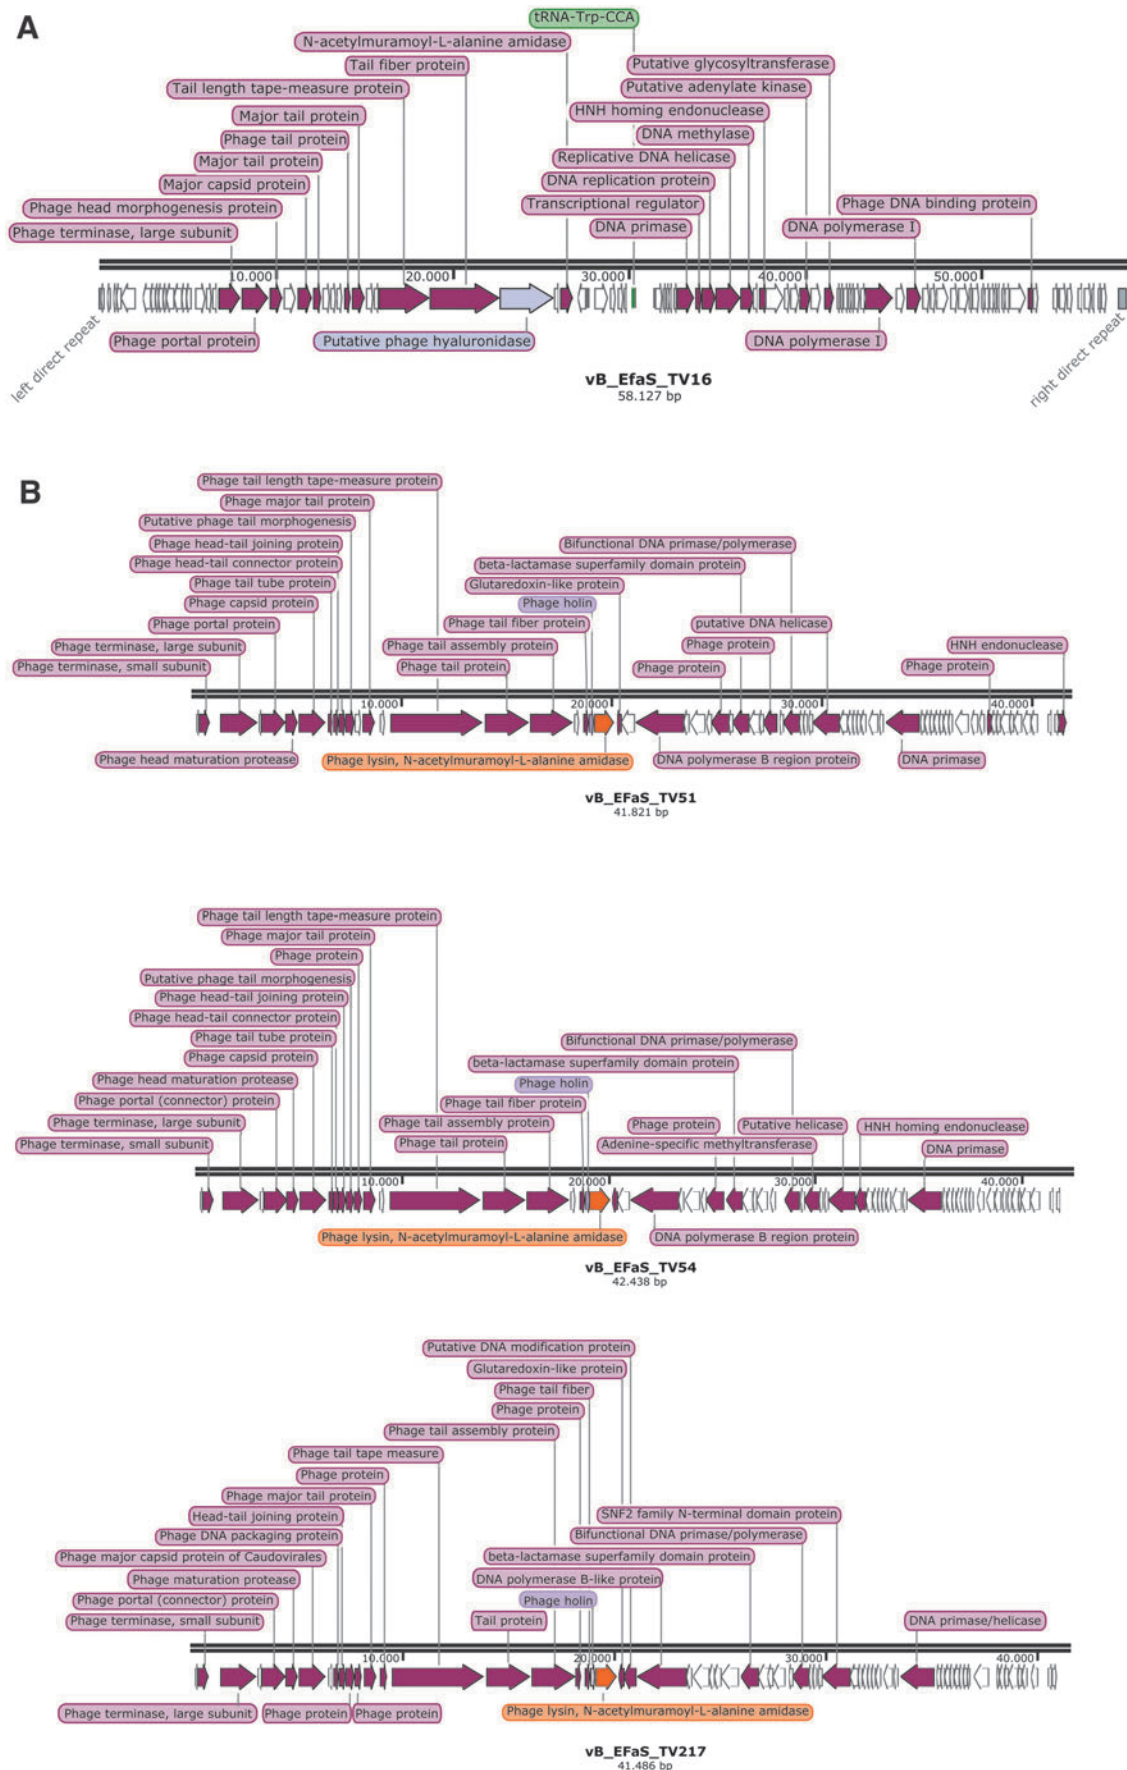 A
tRNA-Trp-CCA
N-acetylmuramoyl-L-alanine amidase
Tail fiber protein
Putative glycosyltransferase
Tail length tape-measure protein
Putative adenylate kinase
Major tail protein
HNH homing endonuclease
Phage tail protein
DNA methylase
Major tail protein
Replicative DNA helicase
Major capsid protein
DNA replication protein
Phage head morphogenesis protein
Transcriptional regulator
Phage DNA binding protein
Phage terminase, large subunit
DNA primase
DNA polymerase I
10.000 20.000 30.000 40.000 50.000
left direct repeat
Phage portal protein
Putative phage hyaluronidase
DNA polymerase I
right direct repeat
vB_EfaS_TV16
58.127 bp
B
Phage tail length tape-measure protein
Phage major tail protein
Putative phage tail morphogenesis
Phage head-tail joining protein
Bifunctional DNA primase/polymerase
Phage head-tail connector protein
beta-lactamase superfamily domain protein
Phage tail tube protein
Glutaredoxin-like protein
Phage capsid protein
Phage holin
Phage portal protein
Phage tail fiber protein
putative DNA helicase
Phage terminase, large subunit
Phage tail assembly protein
Phage protein
HNH endonuclease
Phage terminase, small subunit
Phage tail protein
Phage protein
Phage protein
10.000 20.000 30.000 40.000
Phage head maturation protease
Phage lysin, N-acetylmuramoyl-L-alanine amidase
DNA polymerase B region protein
DNA primase
vB_EFaS_TV51
41.821 bp
Phage tail length tape-measure protein
Phage major tail protein
Phage protein
Putative phage tail morphogenesis
Phage head-tail joining protein
Phage head-tail connector protein
Phage tail tube protein
Bifunctional DNA primase/polymerase
Phage capsid protein
beta-lactamase superfamily domain protein
Phage head maturation protease
Phage holin
Phage portal (connector) protein
Phage tail fiber protein
Phage terminase, large subunit
Phage tail assembly protein
Phage protein
Putative helicase
HNH homing endonuclease
Phage terminase, small subunit
Phage tail protein
Adenine-specific methyltransferase
DNA primase
10.000 20.000 30.000 40.000
Phage lysin, N-acetylmuramoyl-L-alanine amidase
DNA polymerase B region protein
vB_EFaS_TV54
42.438 bp
Putative DNA modification protein
Glutaredoxin-like protein
Phage tail fiber
Phage protein
Phage tail assembly protein
Phage tail tape measure
Phage protein
Phage major tail protein
Head-tail joining protein
SNF2 family N-terminal domain protein
Phage DNA packaging protein
Bifunctional DNA primase/polymerase
Phage major capsid protein of Caudovirales
beta-lactamase superfamily domain protein
Phage maturation protease
DNA polymerase B-like protein
Phage portal (connector) protein
Phage holin
Phage terminase, small subunit
Tail protein
DNA primase/helicase
10.000 20.000 30.000 40.000
Phage terminase, large subunit
Phage protein
Phage protein
Phage lysin, N-acetylmuramoyl-L-alanine amidase
vB_EFaS_TV217
41.486 bp